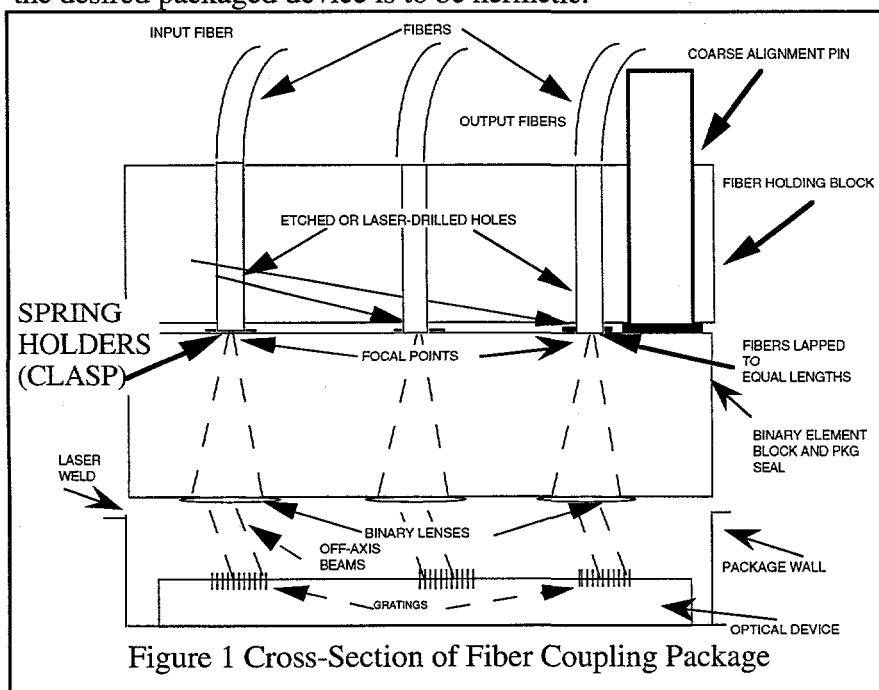 the desired packaged device is to be hermetic.
INPUT FIBER
FIBERS
COARSE ALIGNMENT
PIN
OUTPUT FIBERS
FIBER HOLDING BLOCK
ETCHED OR LASER-DRILLED HOLES
SPRING
HOLDERS
(CLASP)
FOCAL POINTS
FIBERS LAPPED
TO
EQUAL LENGTHS
BINARY ELEMENT
BLOCK AND PKG
SEAL
LASER
WELD
BINARY LENSES
OFF-AXIS
BEAMS
PACKAGE WALL
GRATINGS
OPTICAL DEVICE
Figure 1 Cross-Section of Fiber Coupling Package